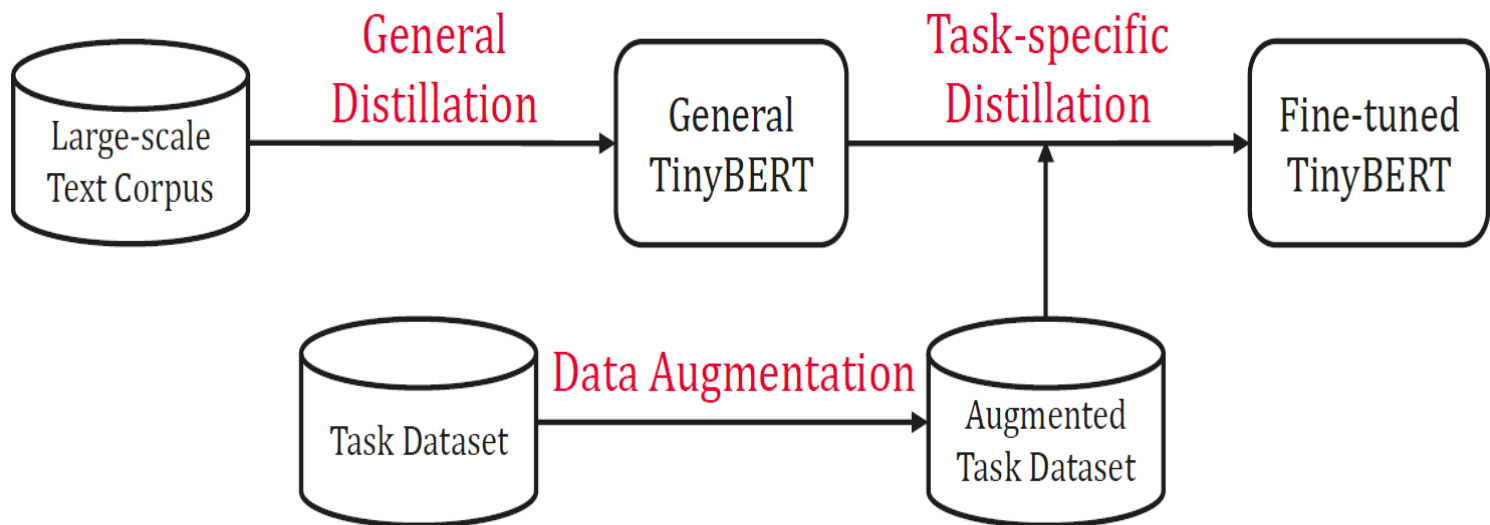 General
Distillation
Task-specific
Distillation
Large-scale
Text Corpus
General
TinyBERT
Fine-tuned
TinyBERT
Data Augmentation
Task Dataset
Augmented
Task Dataset